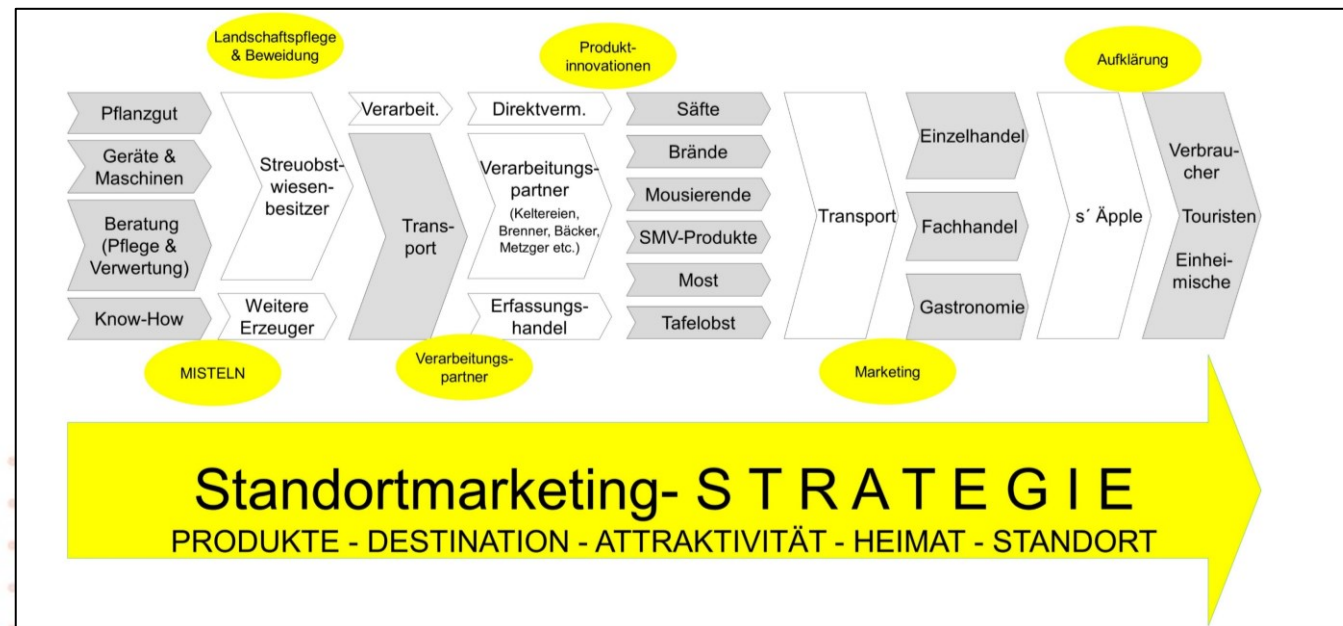 Landschaftspflege
& Beweidung
Produkt-
innovationen
Aufklärung
Pflanzgut
Geräte &
Maschinen
Beratung
(Pflege &
Verwertung)
Know-How
Streuobst-
wiesen-
besitzer
Weitere
Erzeuger
Verarbeit.
Trans-
port
Direktverm.
Verarbeitungs-
partner
(Keltereien,
Brenner, Bäcker,
Metzger etc.)
Erfassungs-
handel
Säfte
Brände
Mousierende
SMV-Produkte
Most
Tafelobst
Transport
Einzelhandel
Fachhandel
Gastronomie
s´ Äpple
Verbrau-
cher
Touristen
Einhei-
mische
MISTELN
Verarbeitungs-
partner
Marketing
Standortmarketing- S T R A T E G I E
PRODUKTE - DESTINATION - ATTRAKTIVITÄT - HEIMAT - STANDORT